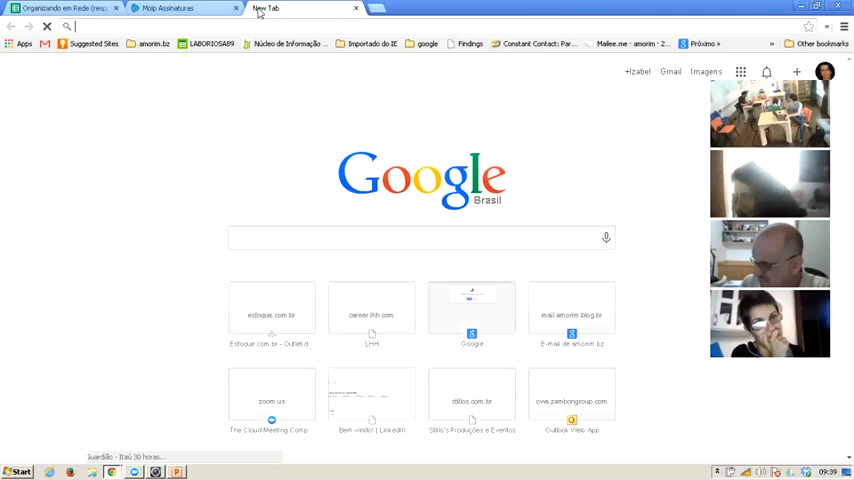 Organizando em Rede (resp
Moip Assinaturas
New Tab
Apps
Suggested Sites
amorim.bz
LABORIOSA89
Núcleo de Informação
Importado do IE
google
Findings
Constant Contact: Par...
Mailee.me · amorim · 2...
Próximo »
»
Other bookmarks
+Izabel
Gmail
Imagens
Google
Brasil
estoque.com.br
career.lhh.com
mail.amorim.blog.br
Estoque.com.br - Outlet d
LHH
Google
E-mail de amorim.bz
zoom.us
stillos.com.br
owa.zambongroup.com
The Cloud Meeting Comp
Bem-vindo! | LinkedIn
Stillo's Produções e Eventos
Outlook Web App
Guardião - Itaú 30 horas...
Start
09:39